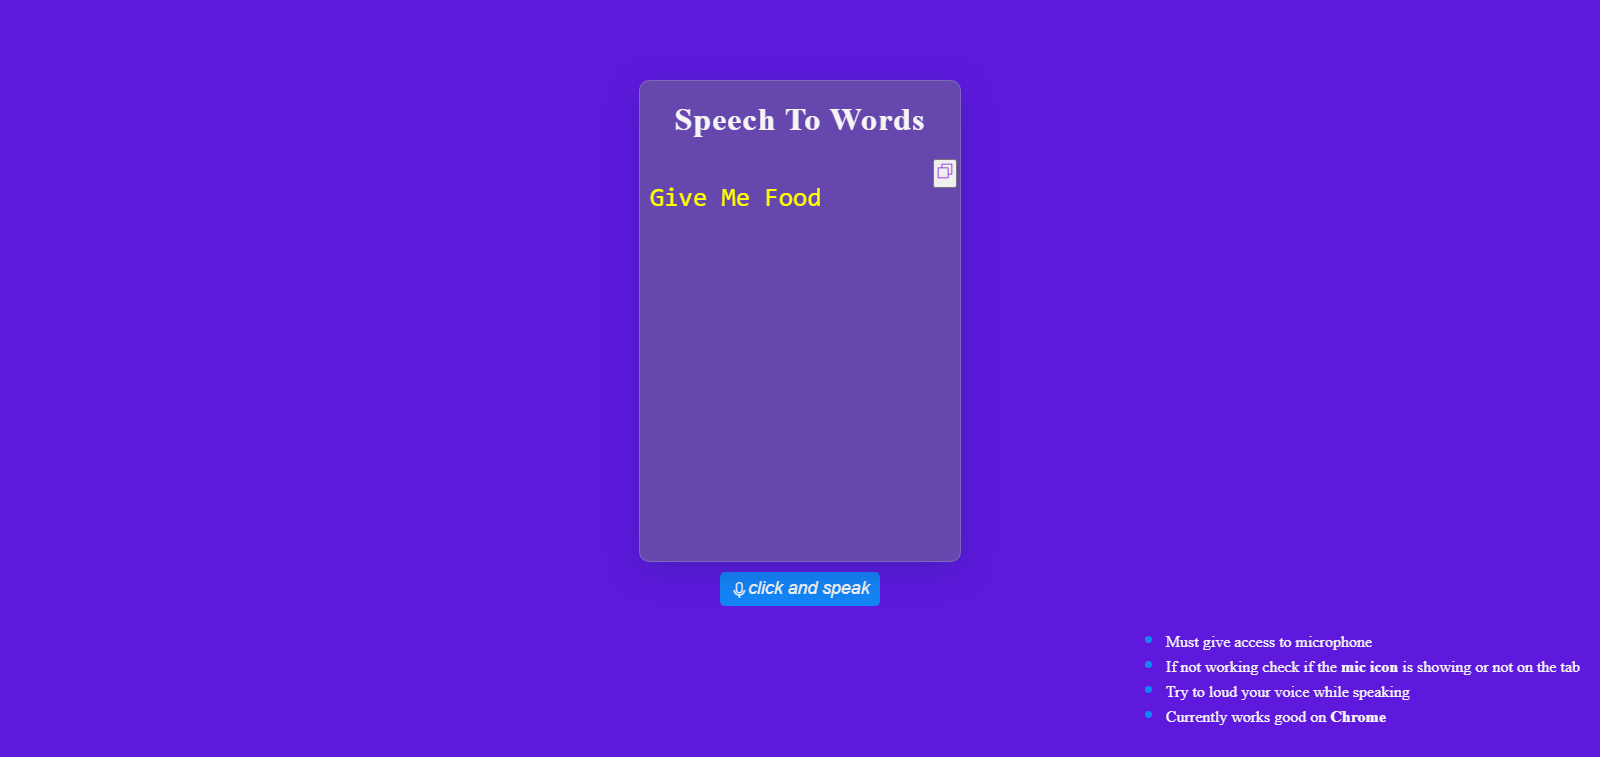 Speech To Words
Give Me Food
click and speak
Must give access to microphone
If not working check if the mic icon is showing or not on the tab
Try to loud your voice while speaking
Currently works good on Chrome